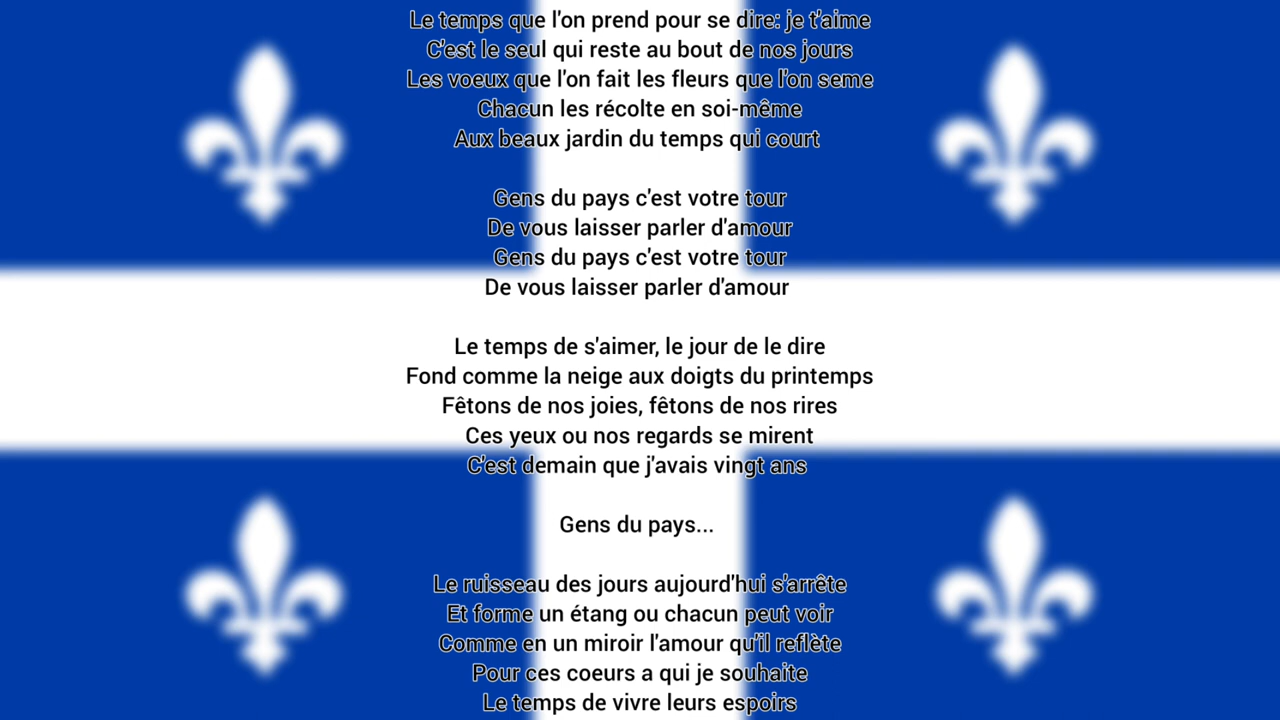 Le temps que l'on prend pour se dire: je t'aime
C'est le seul qui reste au bout de nos jours
Les voeux que l'on fait les fleurs que l'on seme
Chacun les récolte en soi-même
Aux beaux jardin du temps qui court
Gens du pays c'est votre tour
De vous laisser parler d'amour
Gens du pays c'est votre tour
De vous laisser parler d'amour
Le temps de s'aimer, le jour de le dire
Fond comme la neige aux doigts du printemps
Fêtons de nos joies, fêtons de nos rires
Ces yeux ou nos regards se mirent
C'est demain que j'avais vingt ans
Gens du pays...
Le ruisseau des jours aujourd'hui s'arrête
Et forme un étang ou chacun peut voir
Comme en un miroir l'amour qu'il reflète
Pour ces coeurs a qui je souhaite
Le temps de vivre leurs espoirs